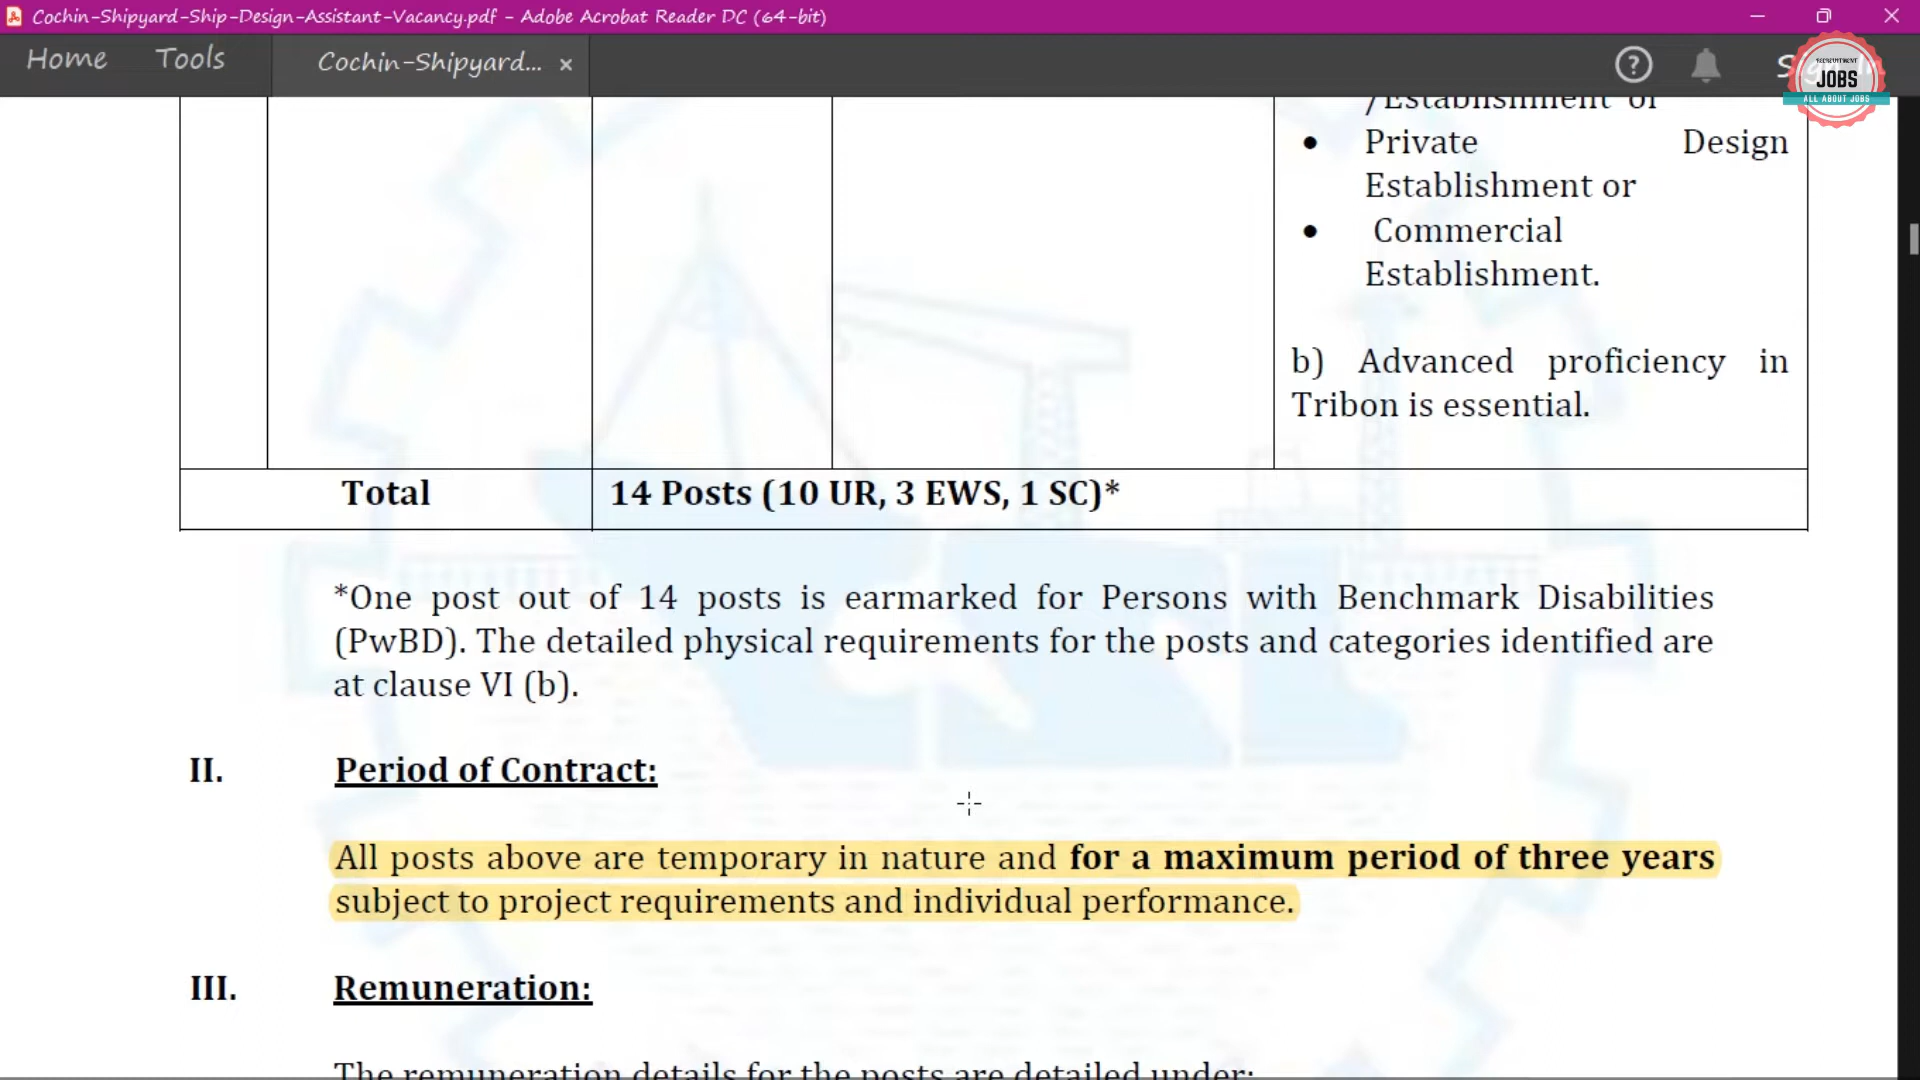 Cochin-Shipyard-Ship-Design-Assistant-Vacancy.pdf - Adobe Acrobat Reader DC (64-bit)
Home Tools Cochin-Shipyard... ×
RECRUITMENT
JOBS
ALL ABOUT JOBS
/Establishment or
• Private Design
Establishment or
• Commercial
Establishment.
b) Advanced proficiency in
Tribon is essential.
Total 14 Posts (10 UR, 3 EWS, 1 SC)*
*One post out of 14 posts is earmarked for Persons with Benchmark Disabilities
(PwBD). The detailed physical requirements for the posts and categories identified are
at clause VI (b).
II. Period of Contract:
All posts above are temporary in nature and for a maximum period of three years
subject to project requirements and individual performance.
III. Remuneration:
The remuneration details for the posts are detailed under: